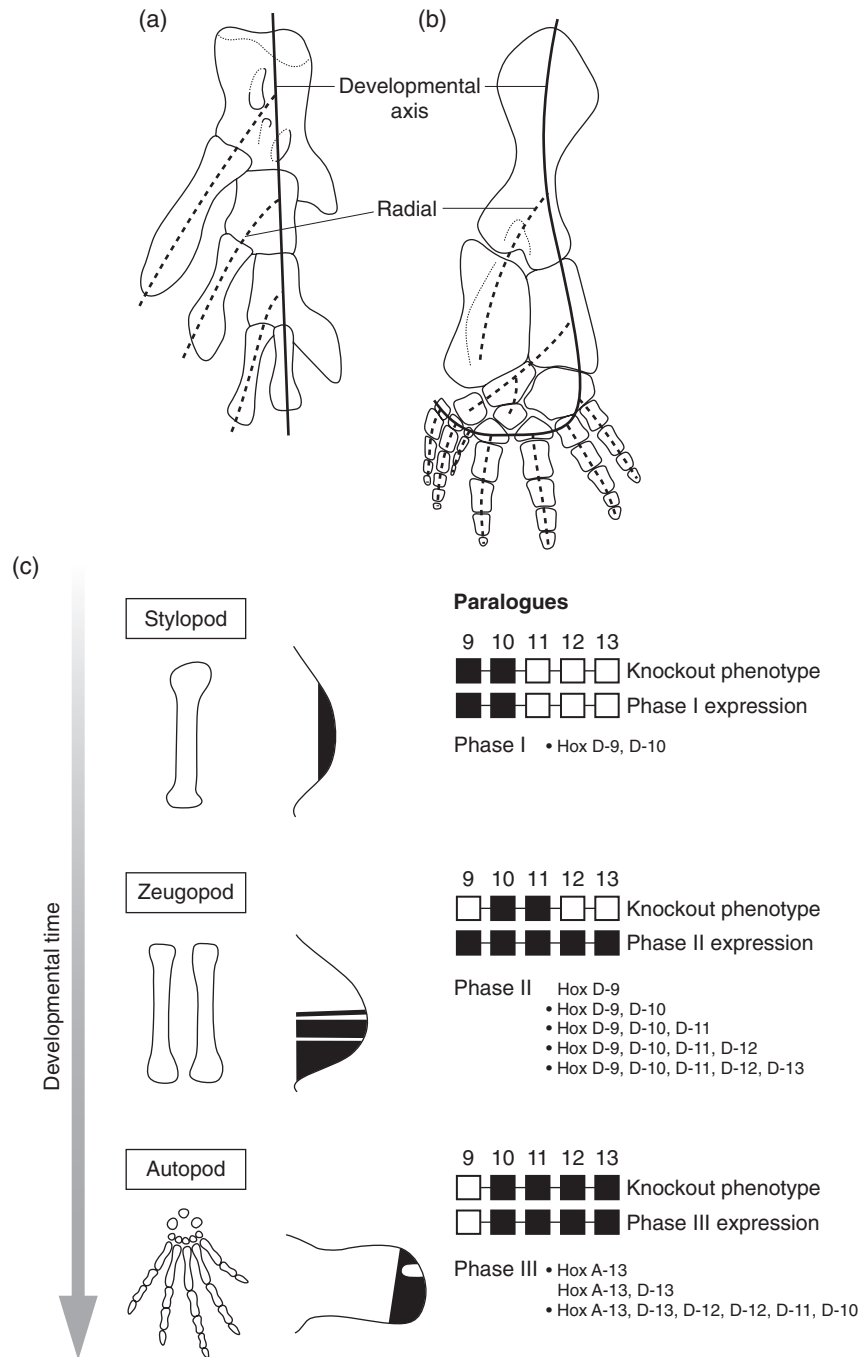 (a)
(b)
Developmental
axis
Radial
(c)
Developmental time
Stylopod
Paralogues
9 10 11 12 13
Knockout phenotype
Phase I expression
Phase I • Hox D-9, D-10
Zeugopod
9 10 11 12 13
Knockout phenotype
Phase II expression
Phase II Hox D-9
• Hox D-9, D-10
• Hox D-9, D-10, D-11
• Hox D-9, D-10, D-11, D-12
• Hox D-9, D-10, D-11, D-12, D-13
Autopod
9 10 11 12 13
Knockout phenotype
Phase III expression
Phase III • Hox A-13
Hox A-13, D-13
• Hox A-13, D-13, D-12, D-12, D-11, D-10